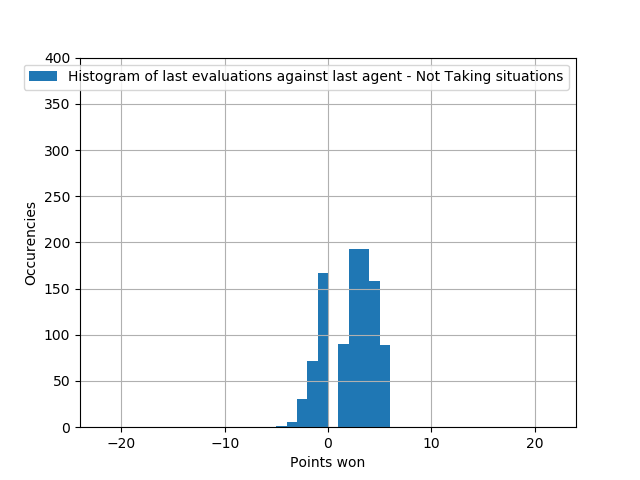 Histogram of last evaluations against last agent - Not Taking situations
400
350
300
250
200
150
100
50
0
Occurencies
−20 −10 0 10 20
Points won